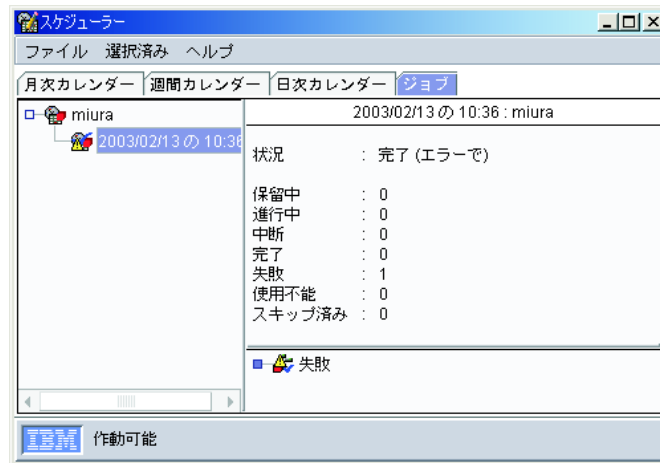 スケジューラー
ファイル 選択済み ヘルプ
月次カレンダー 週間カレンダー 日次カレンダー ジョブ
miura
2003/02/13 の 10:36
2003/02/13 の 10:36 : miura
状況 : 完了 (エラーで)
保留中 : 0
進行中 : 0
中断 : 0
完了 : 0
失敗 : 1
使用不能 : 0
スキップ済み : 0
失敗
IBM 作動可能